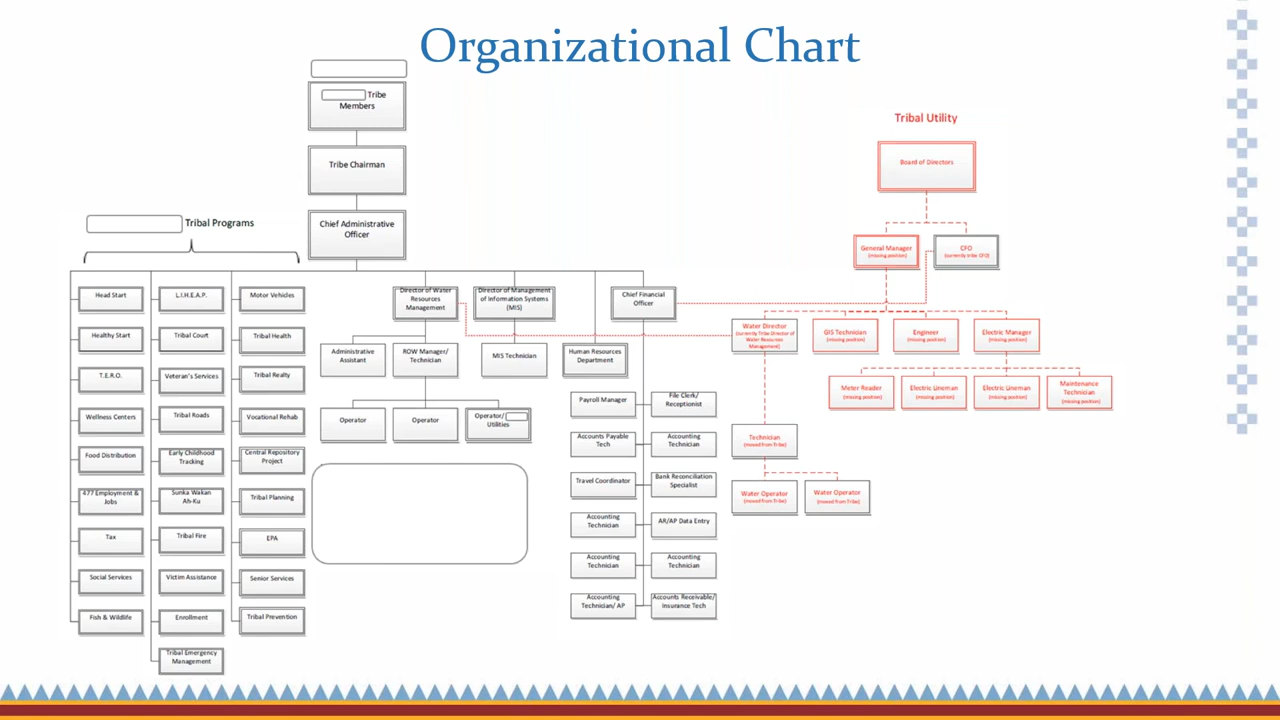 Organizational Chart
Tribe
Members
Tribe Chairman
Chief Administrative
Officer
Tribal Programs
Head Start
Healthy Start
T.E.R.O.
Wellness Centers
Food Distribution
477 Employment &
Jobs
Tax
Social Services
Fish & Wildlife
L.I.H.E.A.P.
Tribal Court
Veteran's Services
Tribal Roads
Early Childhood
Tracking
Sunka Wakan
Ah-Ku
Tribal Fire
Victim Assistance
Enrollment
Tribal Emergency
Management
Motor Vehicles
Tribal Health
Tribal Realty
Vocational Rehab
Central Repository
Project
Tribal Planning
EPA
Senior Services
Tribal Prevention
Director of Water
Resources
Management
Administrative
Assistant
ROW Manager/
Technician
Operator
Operator
Operator/
Utilities
Director of Management
of Information Systems
(MIS)
MIS Technician
Human Resources
Department
Chief Financial
Officer
Payroll Manager
File Clerk/
Receptionist
Accounts Payable
Tech
Accounting
Technician
Travel Coordinator
Bank Reconciliation
Specialist
Accounting
Technician
AR/AP Data Entry
Accounting
Technician
Accounting
Technician
Accounting
Technician/ AP
Accounts Receivable/
Insurance Tech
Tribal Utility
Board of Directors
General Manager
(missing position)
CFO
(currently tribe CFO)
Water Director
(currently Tribe Director of
Water Resources
Management)
GIS Technician
(missing position)
Engineer
(missing position)
Electric Manager
(missing position)
Meter Reader
(missing position)
Electric Lineman
(missing position)
Electric Lineman
(missing position)
Maintenance
Technician
(missing position)
Technician
(moved from Tribe)
Water Operator
(moved from Tribe)
Water Operator
(moved from Tribe)